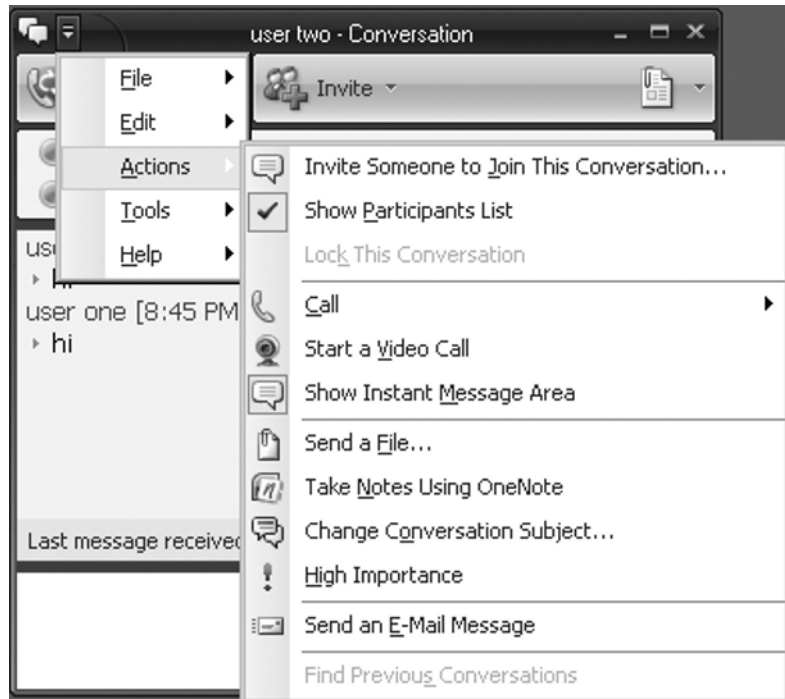 user two - Conversation
File
Edit
Actions
Tools
Help
Invite
Invite Someone to Join This Conversation...
Show Participants List
Lock This Conversation
Call
Start a Video Call
Show Instant Message Area
Send a File...
Take Notes Using OneNote
Change Conversation Subject...
High Importance
Send an E-Mail Message
Find Previous Conversations
user one [8:45 PM
hi
Last message received